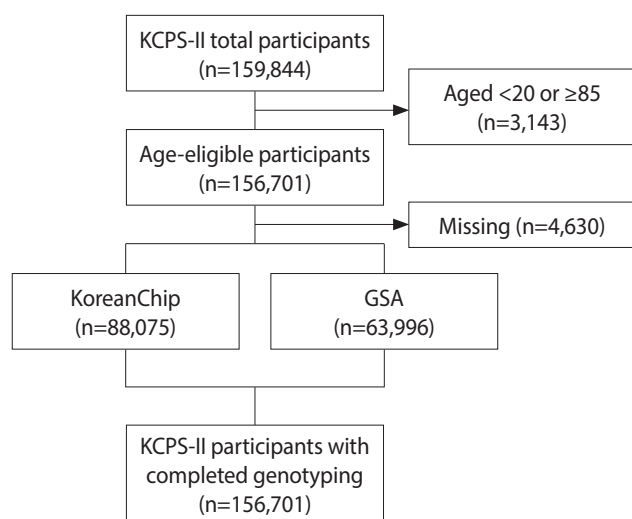 KCPS-II total participants
(n=159,844)
Aged <20 or ≥85
(n=3,143)
Age-eligible participants
(n=156,701)
Missing (n=4,630)
KoreanChip
(n=88,075)
GSA
(n=63,996)
KCPS-II participants with
completed genotyping
(n=156,701)